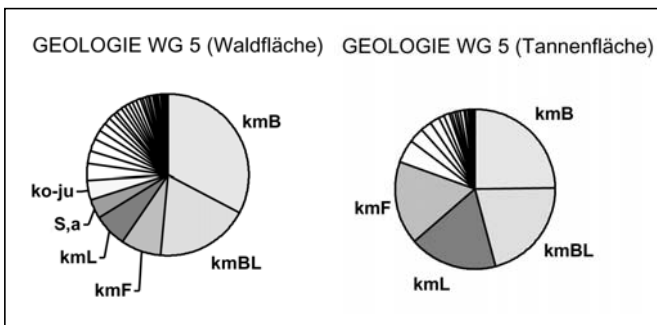 GEOLOGIE WG 5 (Waldfläche)
kmB
kmBL
kmF
kmL
S,a
ko-ju
GEOLOGIE WG 5 (Tannenfläche)
kmB
kmBL
kmL
kmF